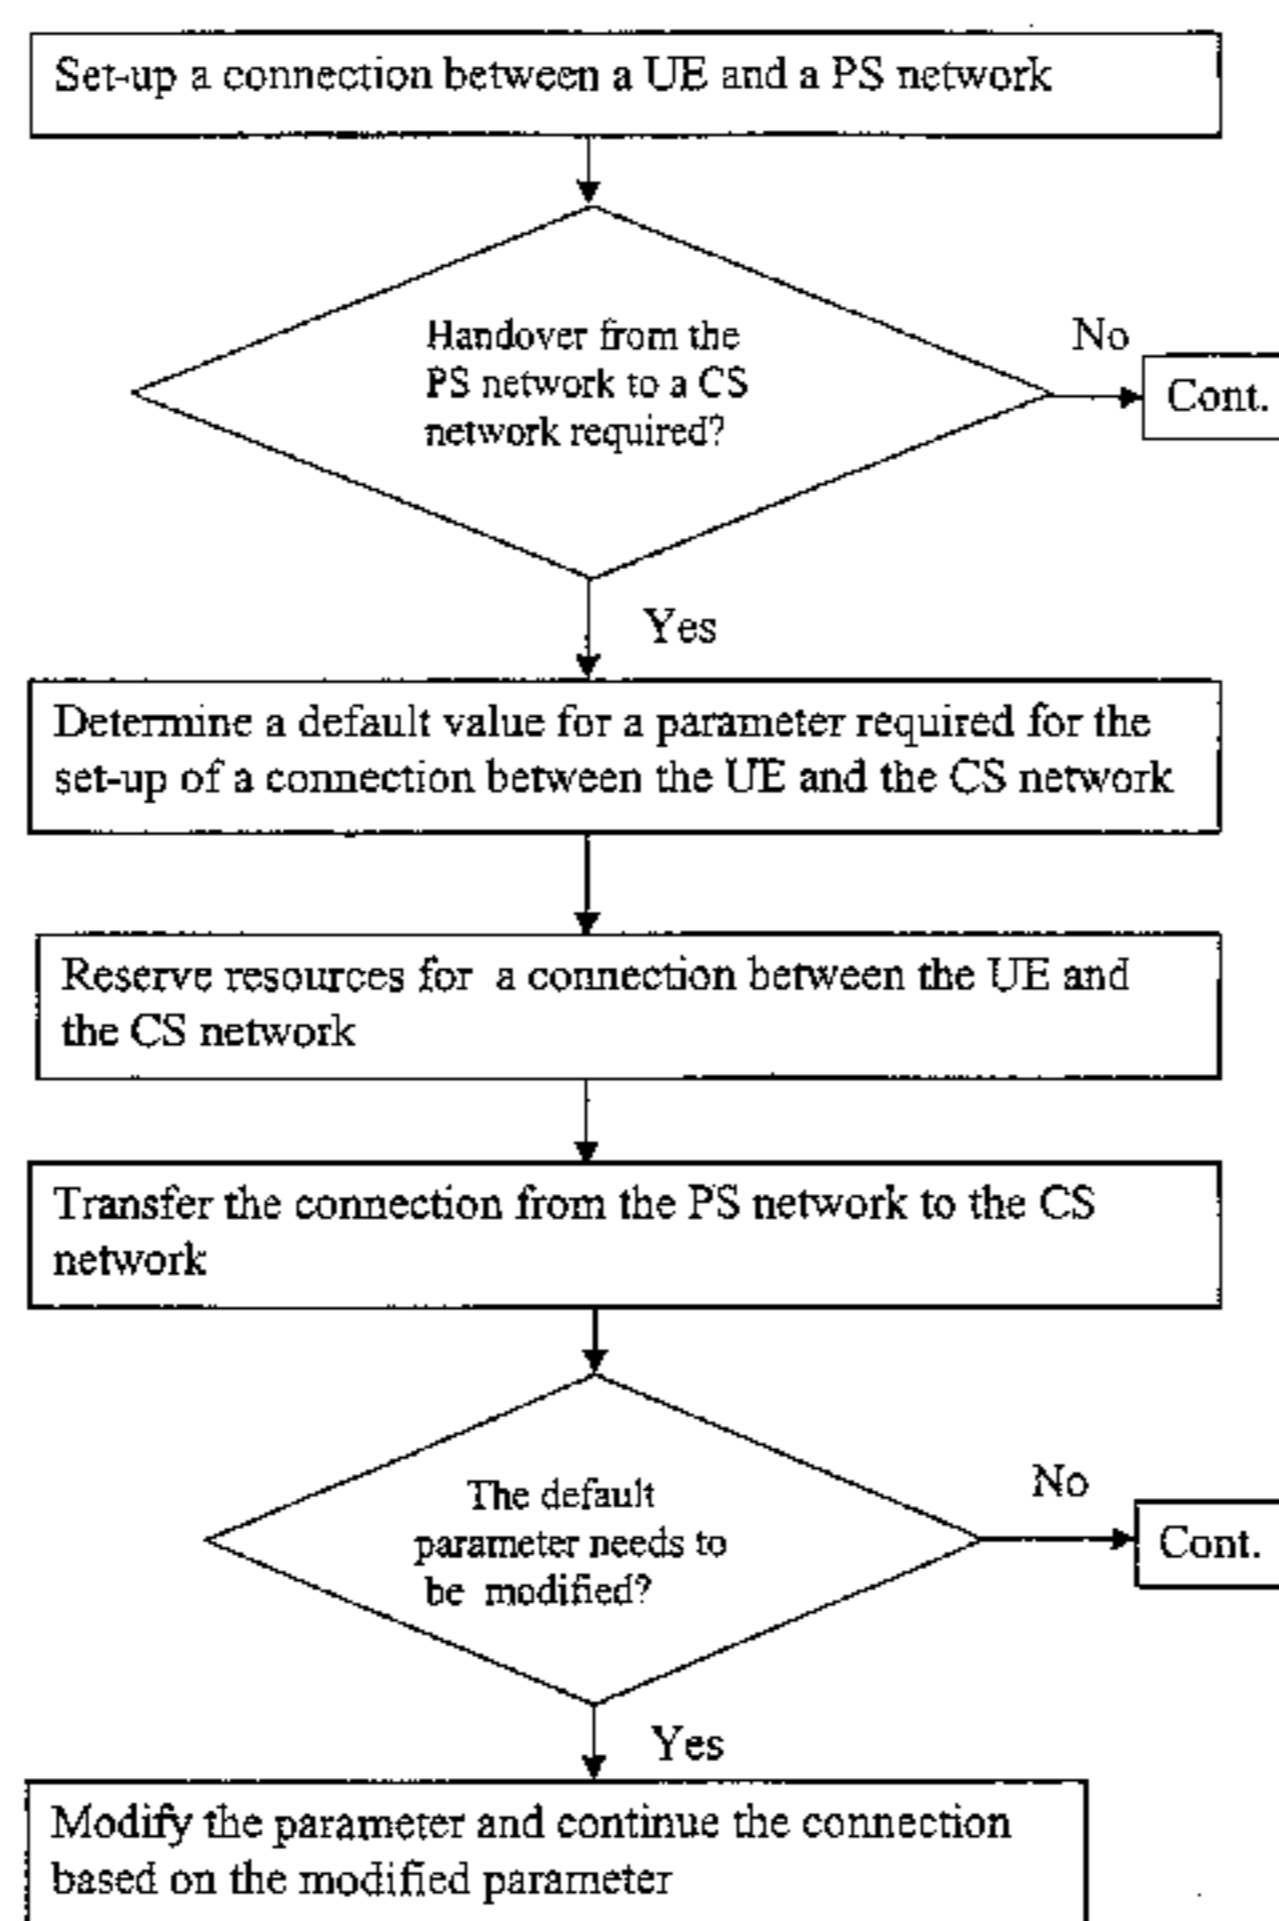 Set-up a connection between a UE and a PS network
Handover from the
PS network to a CS
network required?
No
Cont.
Yes
Determine a default value for a parameter required for the
set-up of a connection between the UE and the CS network
Reserve resources for a connection between the UE and
the CS network
Transfer the connection from the PS network to the CS
network
The default
parameter needs to
be modified?
No
Cont.
Yes
Modify the parameter and continue the connection
based on the modified parameter